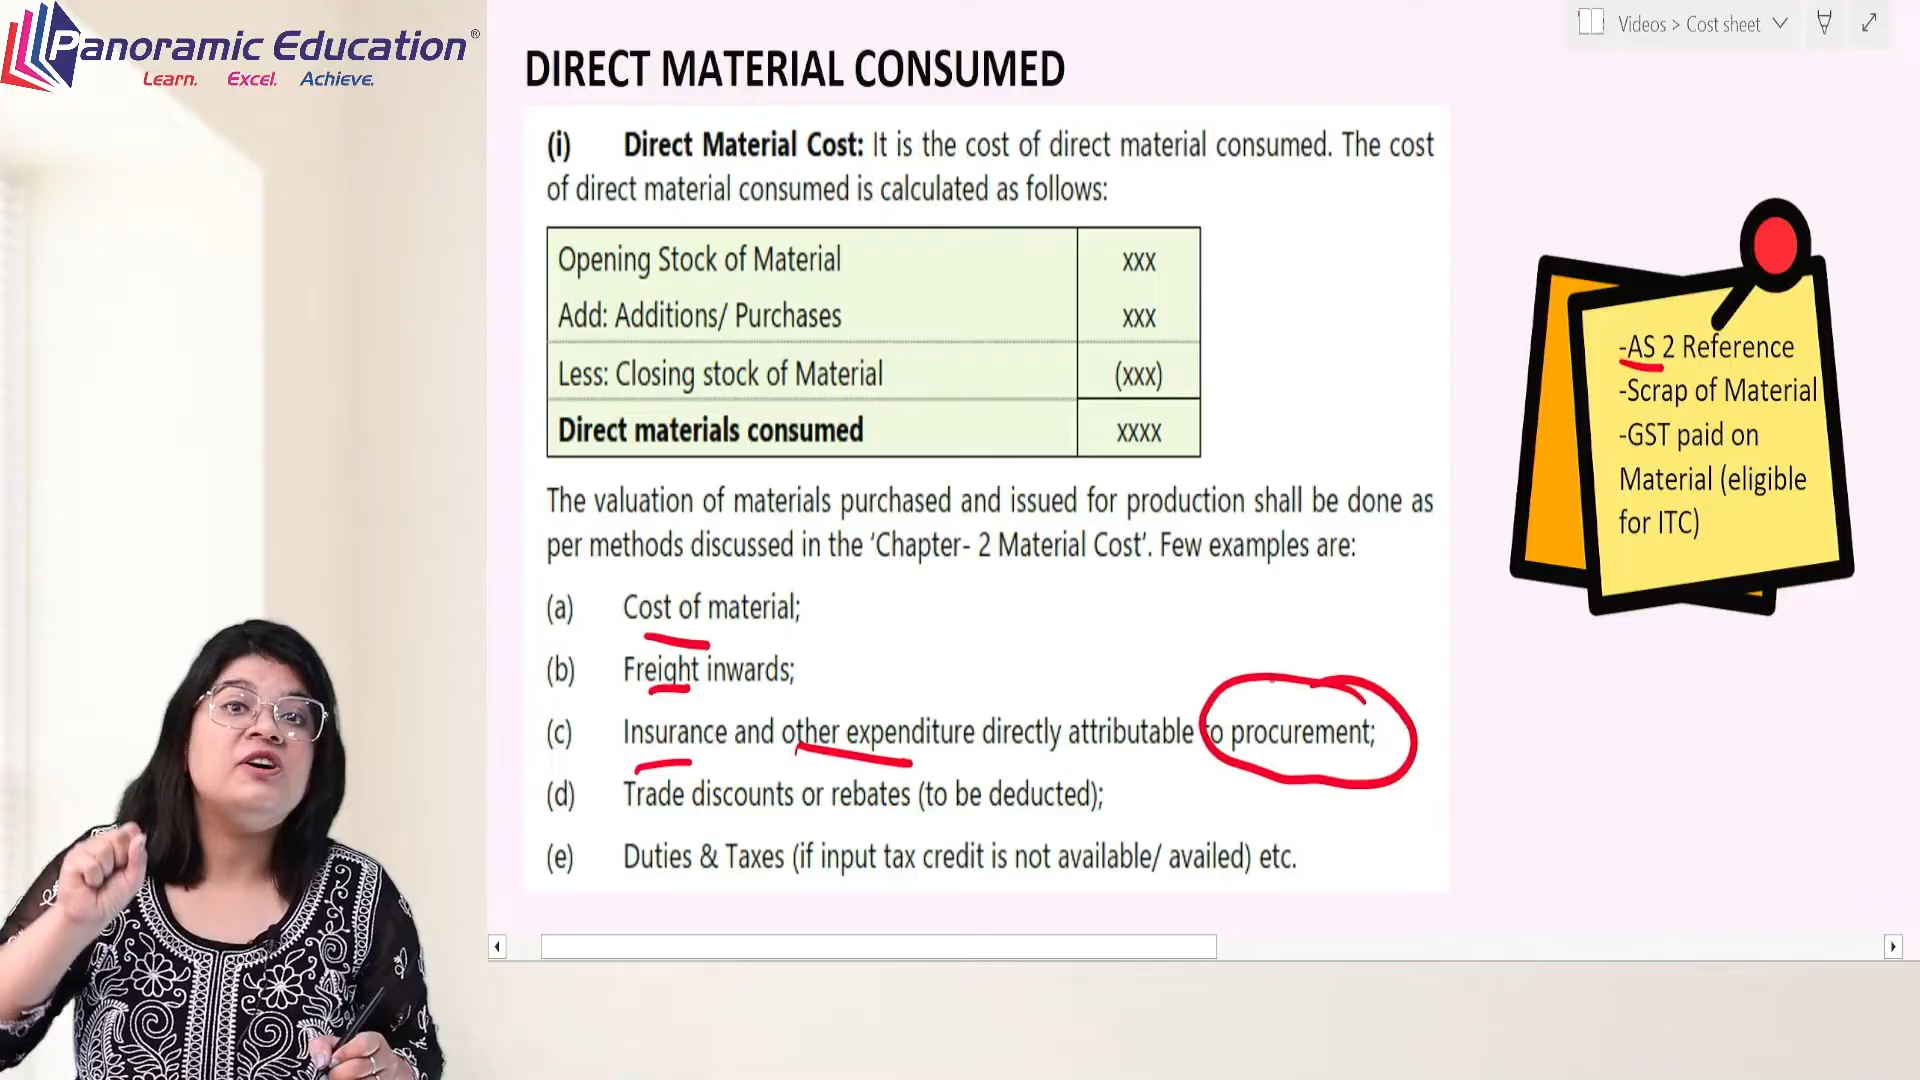 Panoramic Education®
Learn. Excel. Achieve.
Videos > Cost sheet
DIRECT MATERIAL CONSUMED
(i) Direct Material Cost: It is the cost of direct material consumed. The cost
of direct material consumed is calculated as follows:
Opening Stock of Material xxx
Add: Additions/ Purchases xxx
Less: Closing stock of Material (xxx)
Direct materials consumed xxxx
The valuation of materials purchased and issued for production shall be done as
per methods discussed in the ‘Chapter- 2 Material Cost’. Few examples are:
(a) Cost of material;
(b) Freight inwards;
(c) Insurance and other expenditure directly attributable to procurement;
(d) Trade discounts or rebates (to be deducted);
(e) Duties & Taxes (if input tax credit is not available/ availed) etc.
-AS 2 Reference
-Scrap of Material
-GST paid on
Material (eligible
for ITC)